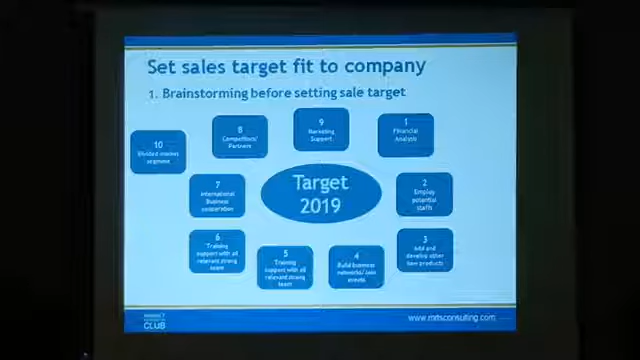 Set sales target fit to company
1. Brainstorming before setting sale target
Target
2019
1
Financial
Analysis
2
Employ
potential
staffs
3
Add and
develop other
new products
4
Build business
networks/ Join
events
5
Training
support with all
relevant strong
team
6
Training
support with all
relevant strong
team
7
International
Business
cooperation
8
Competitors/
Partners
9
Marketing
Support
10
Divided market
segment
CLUB
www.mttsconsulting.com